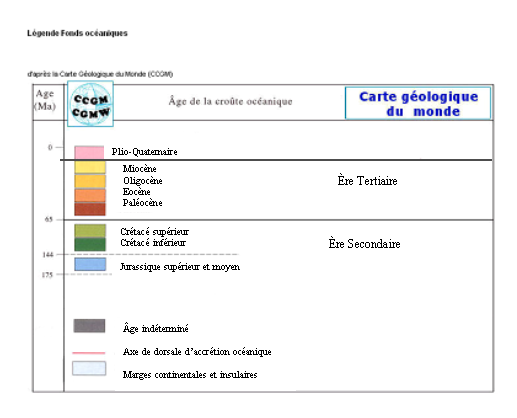 Légende Fonds océaniques
d'après la Carte Géologique du Monde (CCGM)
Age
(Ma)
CCGM
CGMW
Âge de la croûte océanique
Carte géologique
du monde
0
Plio-Quaternaire
Miocène
Oligocène
Eocène
Paléocène
Ère Tertiaire
65
Crétacé supérieur
Crétacé inférieur
Ère Secondaire
144
Jurassique supérieur et moyen
175
Âge indéterminé
Axe de dorsale d'accrétion océanique
Marges continentales et insulaires